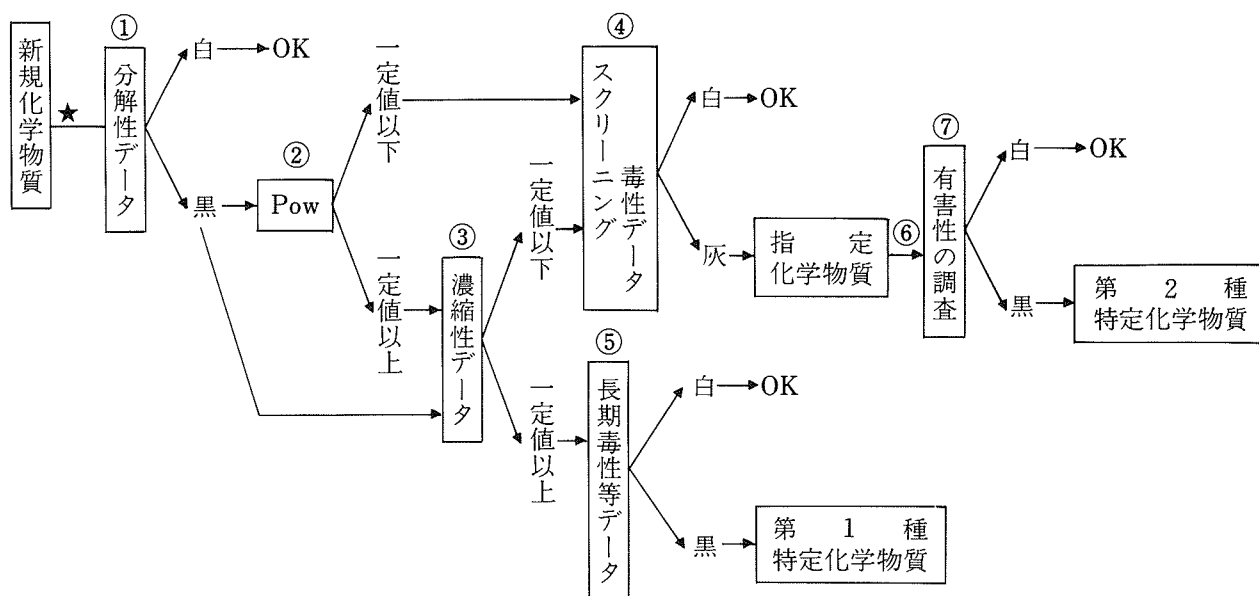 新規化学物質
★
①
分解性データ
白
OK
黒
②
Pow
一定値以下
一定値以上
③
濃縮性データ
一定値以下
一定値以上
④
スクリーニング
毒性データ
白
OK
灰
指定
化学物質
⑥
⑦
有害性の調査
白
OK
黒
第2種
特定化学物質
⑤
長期毒性等データ
白
OK
黒
第1種
特定化学物質